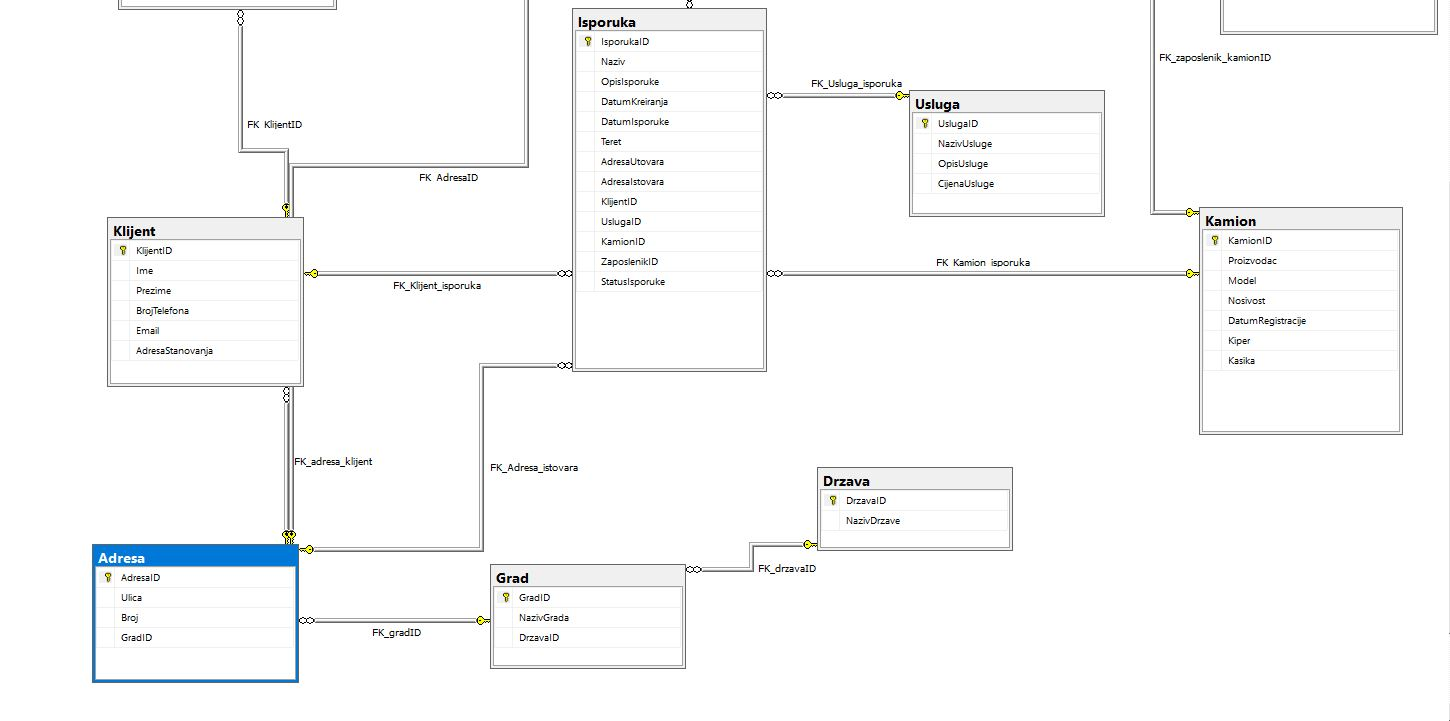 Isporuka
IsporukaID
Naziv
OpisIsporuke
DatumKreiranja
DatumIsporuke
Teret
AdresaUtovara
AdresaIstovara
KlijentID
UslugaID
KamionID
ZaposlenikID
StatusIsporuke
FK_zaposlenik_kamionID
FK_Usluga_isporuka
Usluga
UslugaID
NazivUsluge
OpisUsluge
CijenaUsluge
FK_KlijentID
FK_AdresaID
Klijent
KlijentID
Ime
Prezime
BrojTelefona
Email
AdresaStanovanja
FK_Klijent_isporuka
FK_Kamion_isporuka
Kamion
KamionID
Proizvodac
Model
Nosivost
DatumRegistracije
Kiper
Kasika
FK_adresa_klijent
FK_Adresa_istovara
Drzava
DrzavaID
NazivDrzave
FK_drzavaID
Adresa
AdresaID
Ulica
Broj
GradID
FK_gradID
Grad
GradID
NazivGrada
DrzavaID